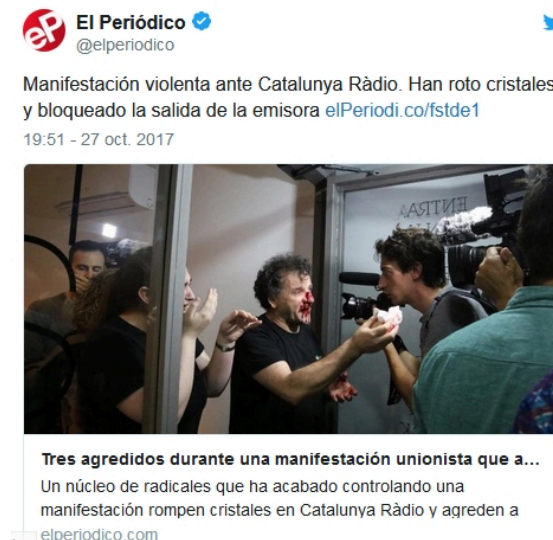 eP
El Periódico
@elperiodico
Manifestación violenta ante Catalunya Ràdio. Han roto cristales
y bloqueado la salida de la emisora elPeriodi.co/fstde1
19:51 - 27 oct. 2017
ENTRA
Tres agredidos durante una manifestación unionista que a...
Un núcleo de radicales que ha acabado controlando una
manifestación rompen cristales en Catalunya Ràdio y agreden a
elperiodico.com